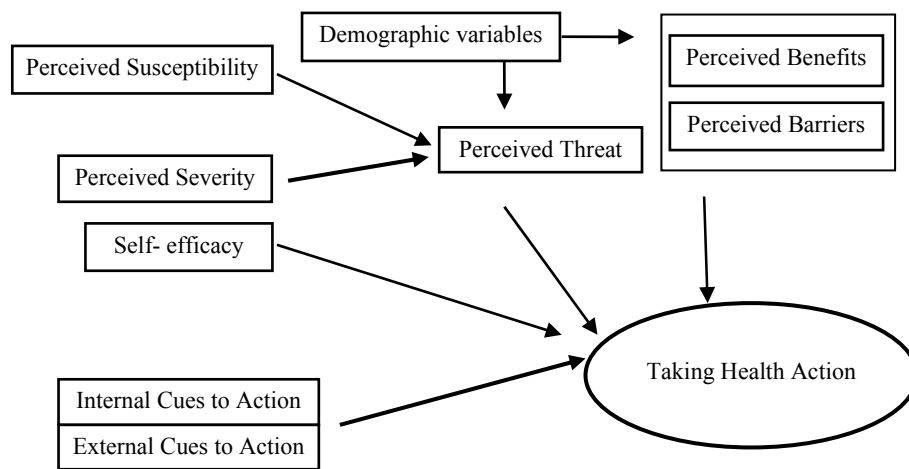 Demographic variables
Perceived Benefits
Perceived Susceptibility
Perceived Barriers
Perceived Threat
Perceived Severity
Self- efficacy
Taking Health Action
Internal Cues to Action
External Cues to Action